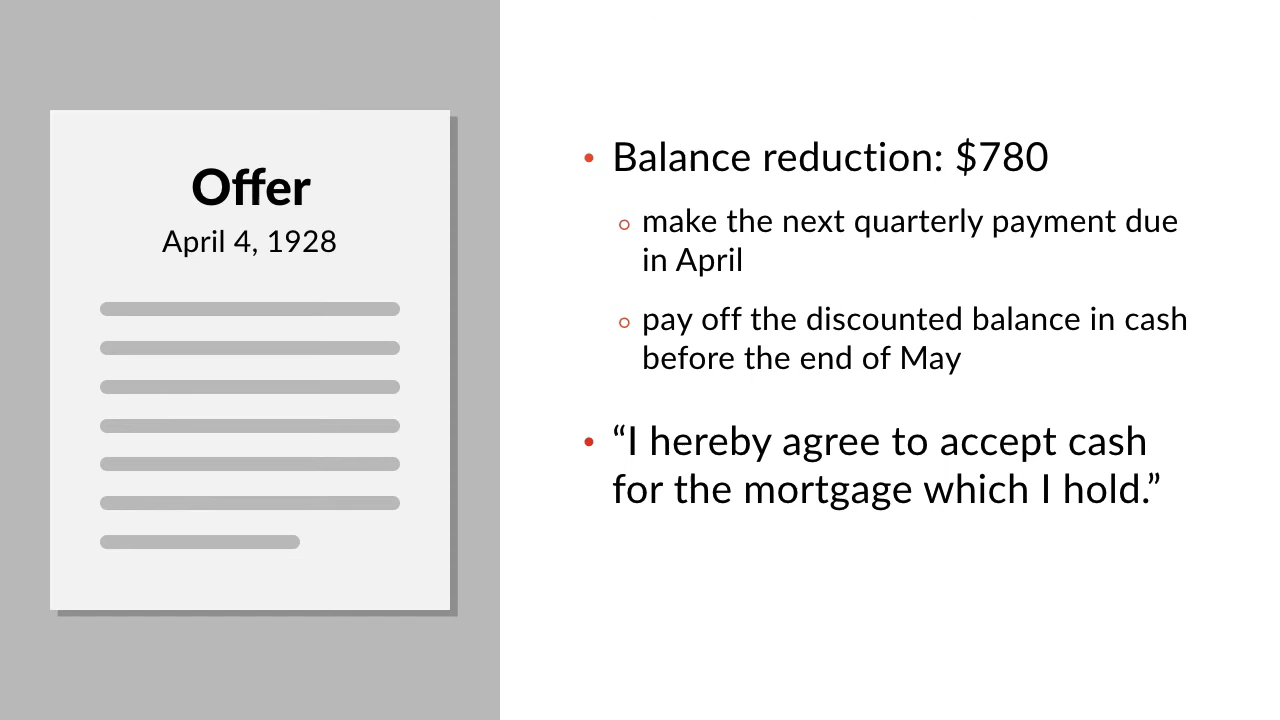 Offer
April 4, 1928
• Balance reduction: $780
◦ make the next quarterly payment due
in April
◦ pay off the discounted balance in cash
before the end of May
• “I hereby agree to accept cash
for the mortgage which I hold.”